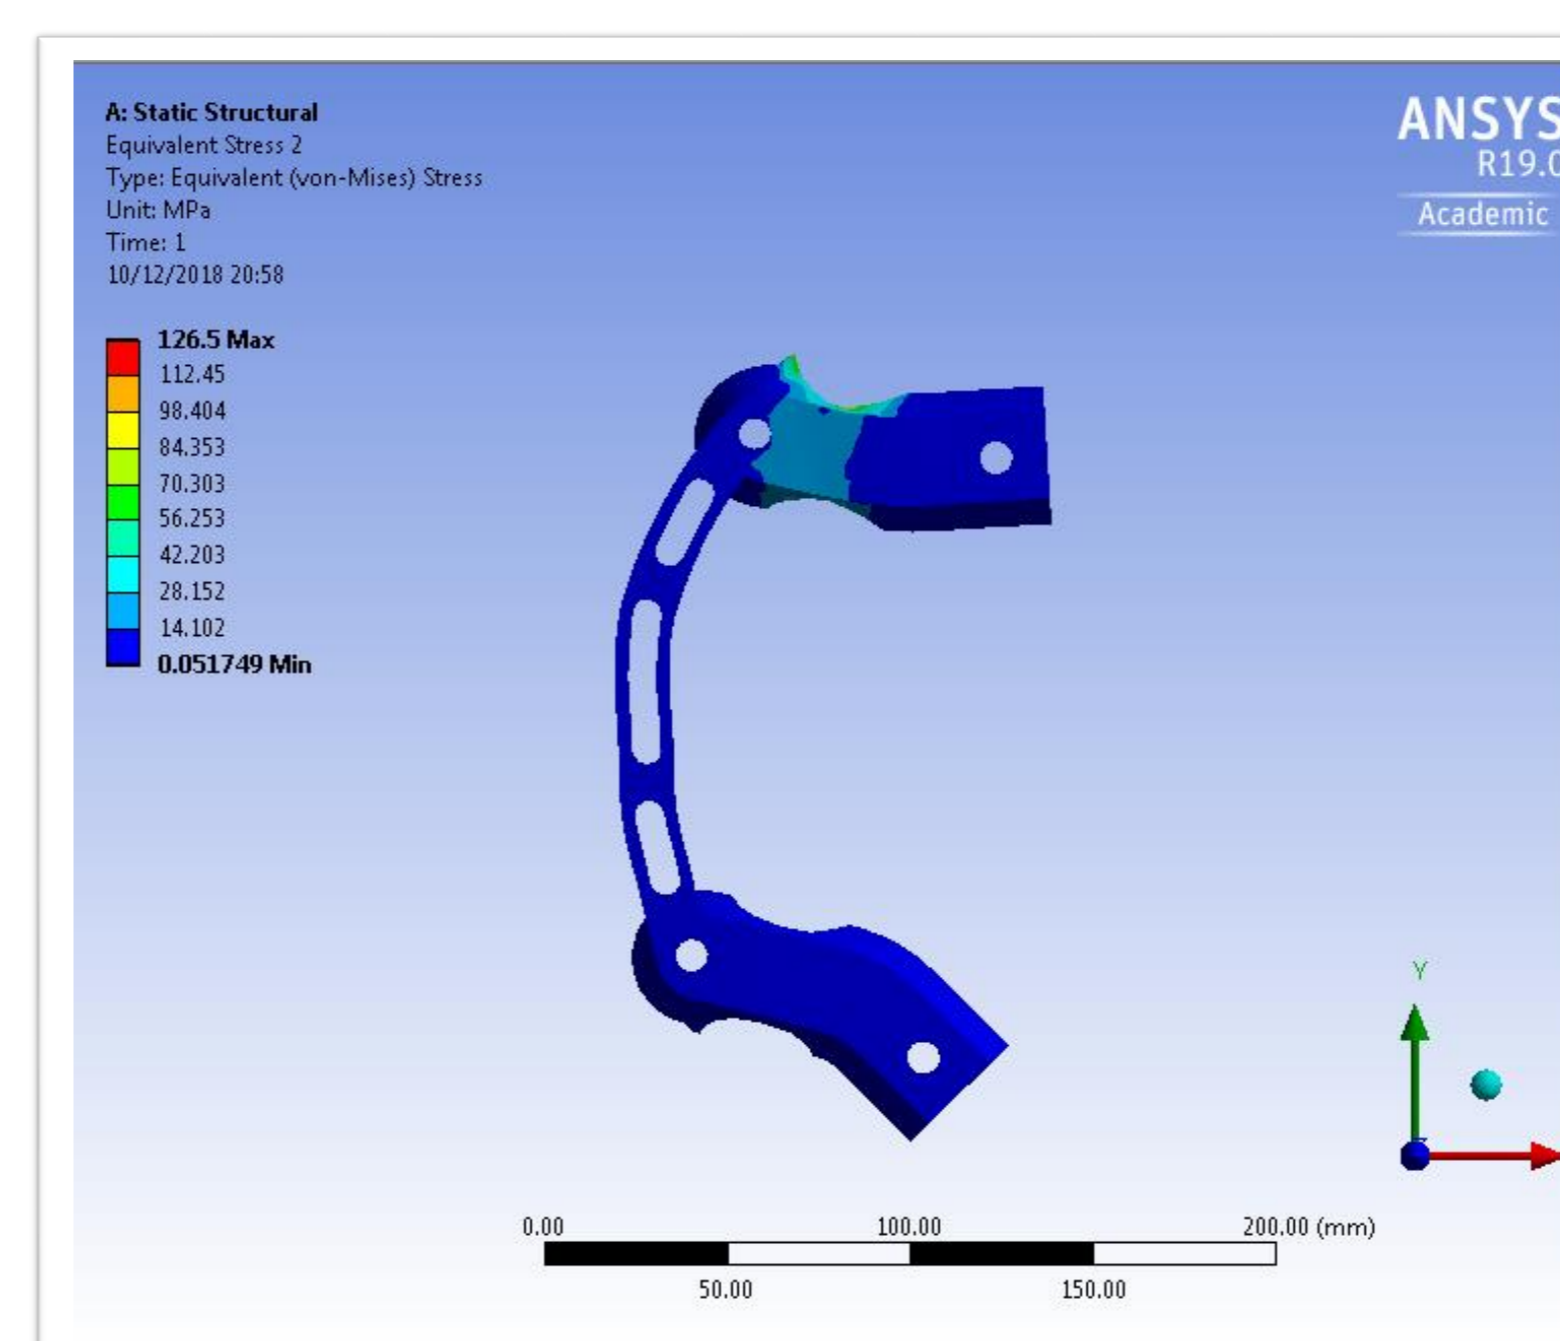 A: Static Structural
Equivalent Stress 2
Type: Equivalent (von-Mises) Stress
Unit: MPa
Time: 1
10/12/2018 20:58
ANSYS
R19.0
Academic
126.5 Max
112.45
98.404
84.353
70.303
56.253
42.203
28.152
14.102
0.051749 Min
Y
0.00 100.00 200.00 (mm)
50.00 150.00